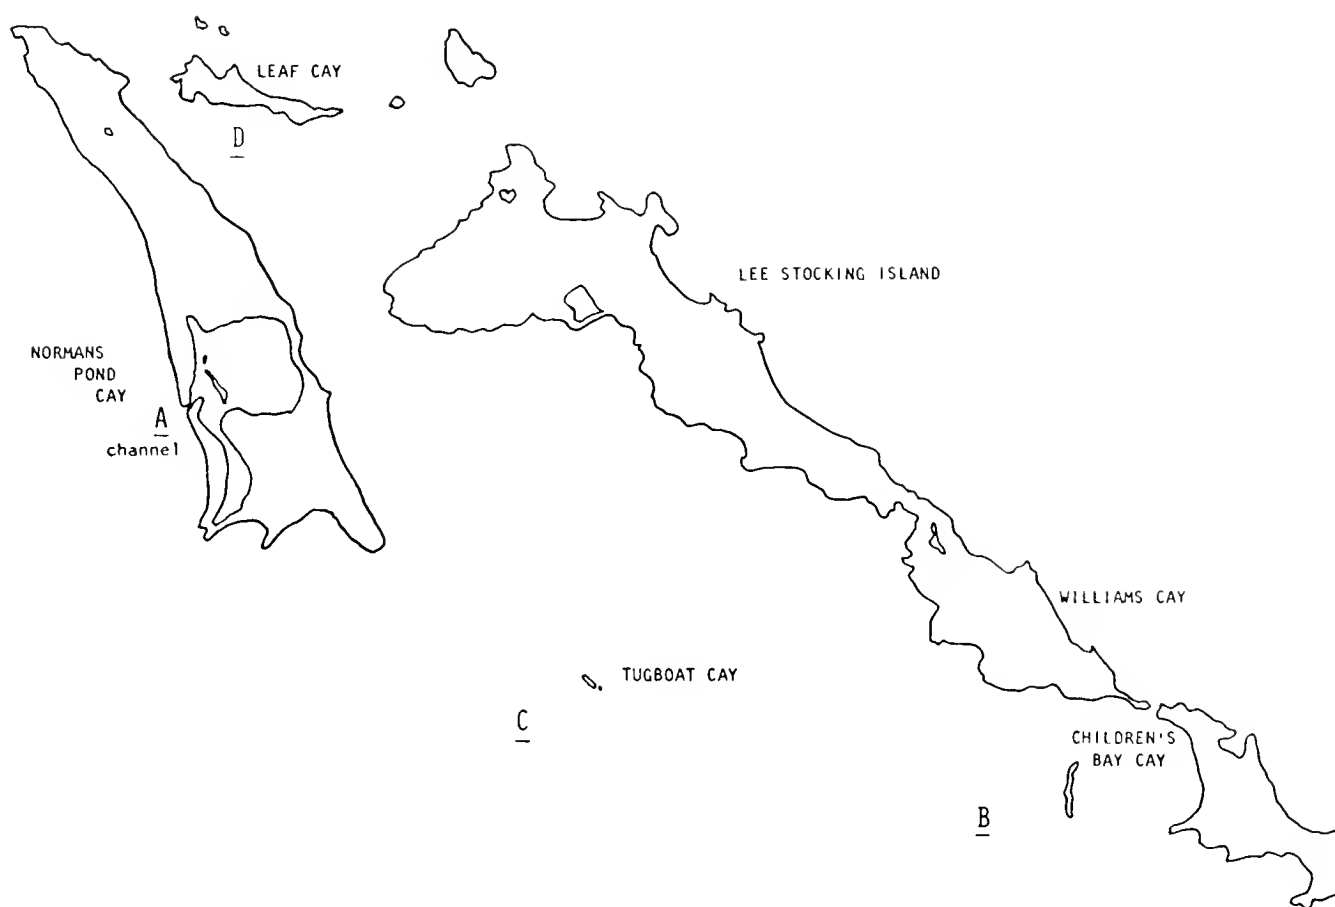 LEAF CAY
D
LEE STOCKING ISLAND
NORMANS
POND
CAY
A
channel
WILLIAMS CAY
TUGBOAT CAY
C
CHILDREN'S
BAY CAY
B